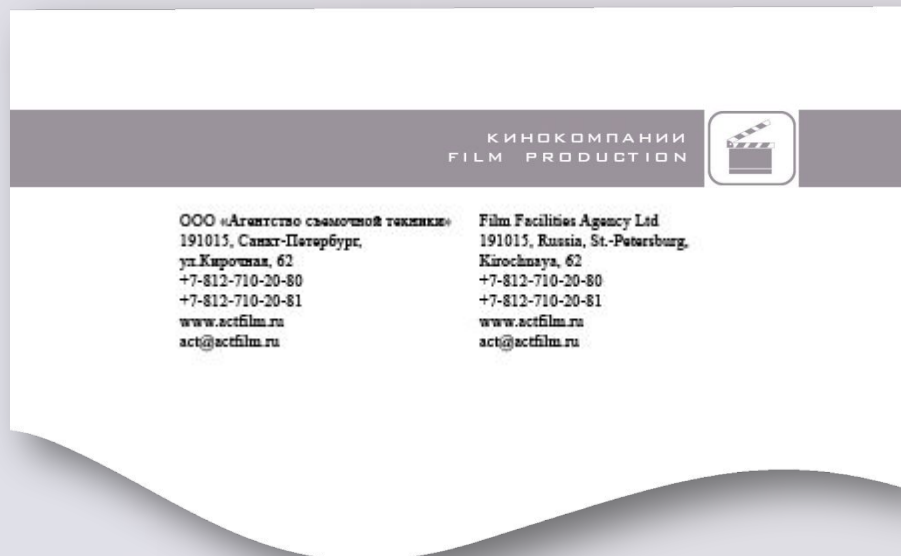 КИНОКОМПАНИИ
FILM PRODUCTION
ООО «Агентство съемочной техники»
191015, Санкт-Петербург,
ул.Кирочная, 62
+7-812-710-20-80
+7-812-710-20-81
www.actfilm.ru
act@actfilm.ru
Film Facilities Agency Ltd
191015, Russia, St.-Petersburg,
Kirochnaya, 62
+7-812-710-20-80
+7-812-710-20-81
www.actfilm.ru
act@actfilm.ru